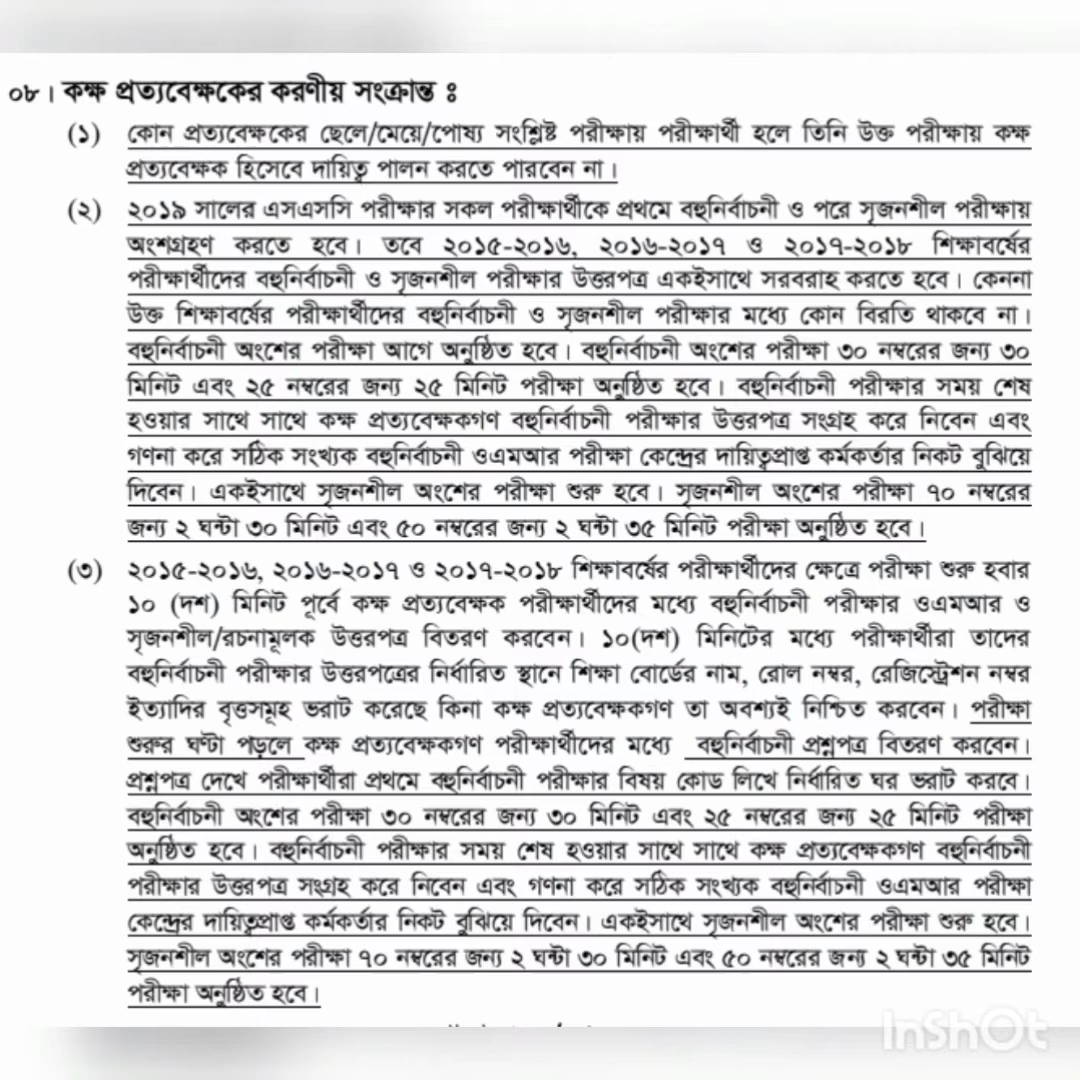 ০৮। কক্ষ প্রত্যবেক্ষকের করণীয় সংক্রান্ত ঃ
(১) কোন প্রত্যবেক্ষকের ছেলে/মেয়ে/পোষ্য সংশ্লিষ্ট পরীক্ষায় পরীক্ষার্থী হলে তিনি উক্ত পরীক্ষায় কক্ষ
প্রত্যবেক্ষক হিসেবে দায়িত্ব পালন করতে পারবেন না।
(২) ২০১৯ সালের এসএসসি পরীক্ষার সকল পরীক্ষার্থীকে প্রথমে বহুনির্বাচনী ও পরে সৃজনশীল পরীক্ষায়
অংশগ্রহণ করতে হবে। তবে ২০১৫-২০১৬, ২০১৬-২০১৭ ও ২০১৭-২০১৮ শিক্ষাবর্ষের
পরীক্ষার্থীদের বহুনির্বাচনী ও সৃজনশীল পরীক্ষার উত্তরপত্র একইসাথে সরবরাহ করতে হবে। কেননা
উক্ত শিক্ষাবর্ষের পরীক্ষার্থীদের বহুনির্বাচনী ও সৃজনশীল পরীক্ষার মধ্যে কোন বিরতি থাকবে না।
বহুনির্বাচনী অংশের পরীক্ষা আগে অনুষ্ঠিত হবে। বহুনির্বাচনী অংশের পরীক্ষা ৩০ নম্বরের জন্য ৩০
মিনিট এবং ২৫ নম্বরের জন্য ২৫ মিনিট পরীক্ষা অনুষ্ঠিত হবে। বহুনির্বাচনী পরীক্ষার সময় শেষ
হওয়ার সাথে সাথে কক্ষ প্রত্যবেক্ষকগণ বহুনির্বাচনী পরীক্ষার উত্তরপত্র সংগ্রহ করে নিবেন এবং
গণনা করে সঠিক সংখ্যক বহুনির্বাচনী ওএমআর পরীক্ষা কেন্দ্রের দায়িত্বপ্রাপ্ত কর্মকর্তার নিকট বুঝিয়ে
দিবেন। একইসাথে সৃজনশীল অংশের পরীক্ষা শুরু হবে। সৃজনশীল অংশের পরীক্ষা ৭০ নম্বরের
জন্য ২ ঘন্টা ৩০ মিনিট এবং ৫০ নম্বরের জন্য ২ ঘন্টা ৩৫ মিনিট পরীক্ষা অনুষ্ঠিত হবে।
(৩) ২০১৫-২০১৬, ২০১৬-২০১৭ ও ২০১৭-২০১৮ শিক্ষাবর্ষের পরীক্ষার্থীদের ক্ষেত্রে পরীক্ষা শুরু হবার
১০ (দশ) মিনিট পূর্বে কক্ষ প্রত্যবেক্ষক পরীক্ষার্থীদের মধ্যে বহুনির্বাচনী পরীক্ষার ওএমআর ও
সৃজনশীল/রচনামূলক উত্তরপত্র বিতরণ করবেন। ১০(দশ) মিনিটের মধ্যে পরীক্ষার্থীরা তাদের
বহুনির্বাচনী পরীক্ষার উত্তরপত্রের নির্ধারিত স্থানে শিক্ষা বোর্ডের নাম, রোল নম্বর, রেজিস্ট্রেশন নম্বর
ইত্যাদির বৃত্তসমূহ ভরাট করেছে কিনা কক্ষ প্রত্যবেক্ষকগণ তা অবশ্যই নিশ্চিত করবেন। পরীক্ষা
শুরুর ঘণ্টা পড়লে কক্ষ প্রত্যবেক্ষকগণ পরীক্ষার্থীদের মধ্যে বহুনির্বাচনী প্রশ্নপত্র বিতরণ করবেন।
প্রশ্নপত্র দেখে পরীক্ষার্থীরা প্রথমে বহুনির্বাচনী পরীক্ষার বিষয় কোড লিখে নির্ধারিত ঘর ভরাট করবে।
বহুনির্বাচনী অংশের পরীক্ষা ৩০ নম্বরের জন্য ৩০ মিনিট এবং ২৫ নম্বরের জন্য ২৫ মিনিট পরীক্ষা
অনুষ্ঠিত হবে। বহুনির্বাচনী পরীক্ষার সময় শেষ হওয়ার সাথে সাথে কক্ষ প্রত্যবেক্ষকগণ বহুনির্বাচনী
পরীক্ষার উত্তরপত্র সংগ্রহ করে নিবেন এবং গণনা করে সঠিক সংখ্যক বহুনির্বাচনী ওএমআর পরীক্ষা
কেন্দ্রের দায়িত্বপ্রাপ্ত কর্মকর্তার নিকট বুঝিয়ে দিবেন। একইসাথে সৃজনশীল অংশের পরীক্ষা শুরু হবে।
সৃজনশীল অংশের পরীক্ষা ৭০ নম্বরের জন্য ২ ঘন্টা ৩০ মিনিট এবং ৫০ নম্বরের জন্য ২ ঘন্টা ৩৫ মিনিট
পরীক্ষা অনুষ্ঠিত হবে।
InShOt